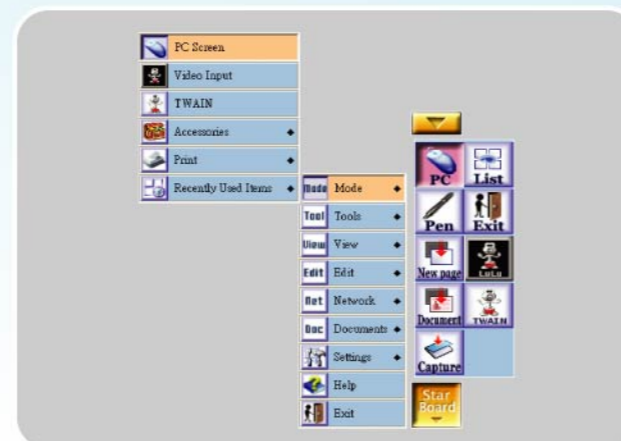 PC Screen
Video Input
TWAIN
Accessories
Print
Recently Used Items
Mode Mode
Tool Tools
View View
Edit Edit
Net Network
Doc Documents
Settings
Help
Exit
PC List
Pen Exit
New page LuLu
Document TWAIN
Capture
Star
Board